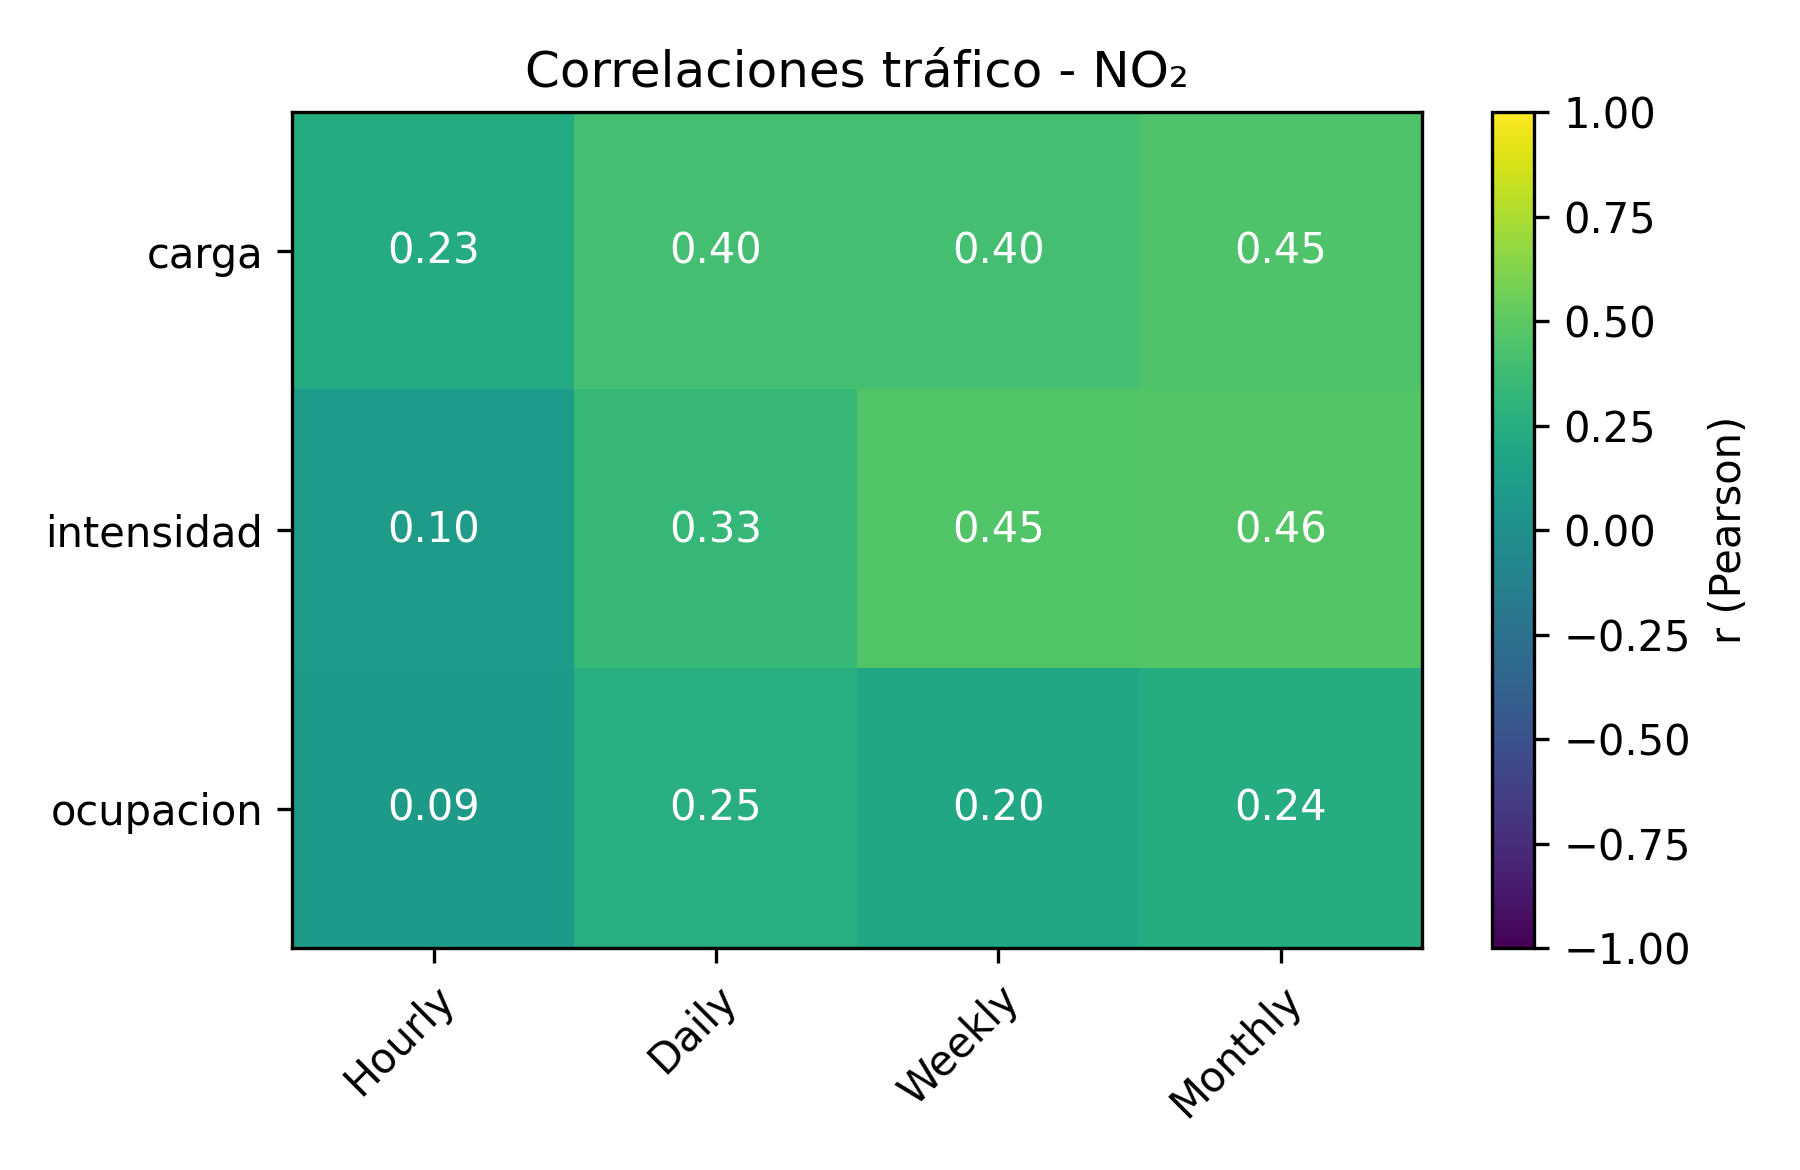 Correlaciones tráfico - NO₂
carga
0.23 0.40 0.40 0.45
intensidad
0.10 0.33 0.45 0.46
ocupacion
0.09 0.25 0.20 0.24
Hourly
Daily
Weekly
Monthly
1.00
0.75
0.50
0.25
0.00
−0.25
−0.50
−0.75
−1.00
r (Pearson)